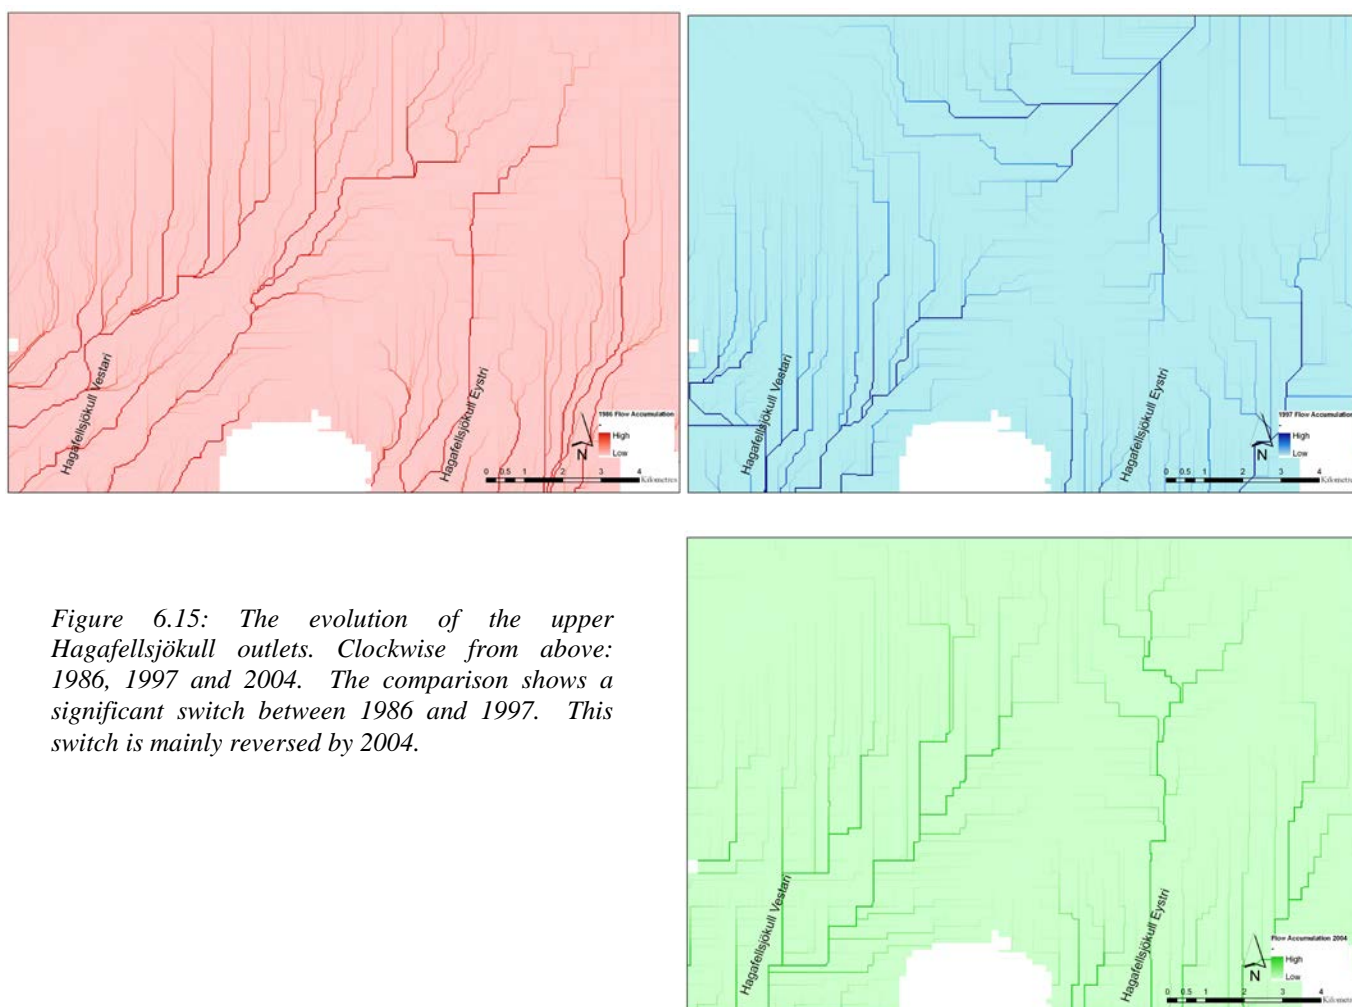 Hagafellsjökull Vestari
Hagafellsjökull Eystri
1986 Flow Accumulation
High
Low
N
0 0.5 1 2 3 4
Kilometres
Hagafellsjökull Vestari
Hagafellsjökull Eystri
1997 Flow Accumulation
High
Low
N
0 0.5 1 2 3 4
Kilometres
Figure 6.15: The evolution of the upper
Hagafellsjökull outlets. Clockwise from above:
1986, 1997 and 2004. The comparison shows a
significant switch between 1986 and 1997. This
switch is mainly reversed by 2004.
Hagafellsjökull Vestari
Hagafellsjökull Eystri
Flow Accumulation 2004
High
Low
N
0 0.5 1 2 3 4
Kilometres